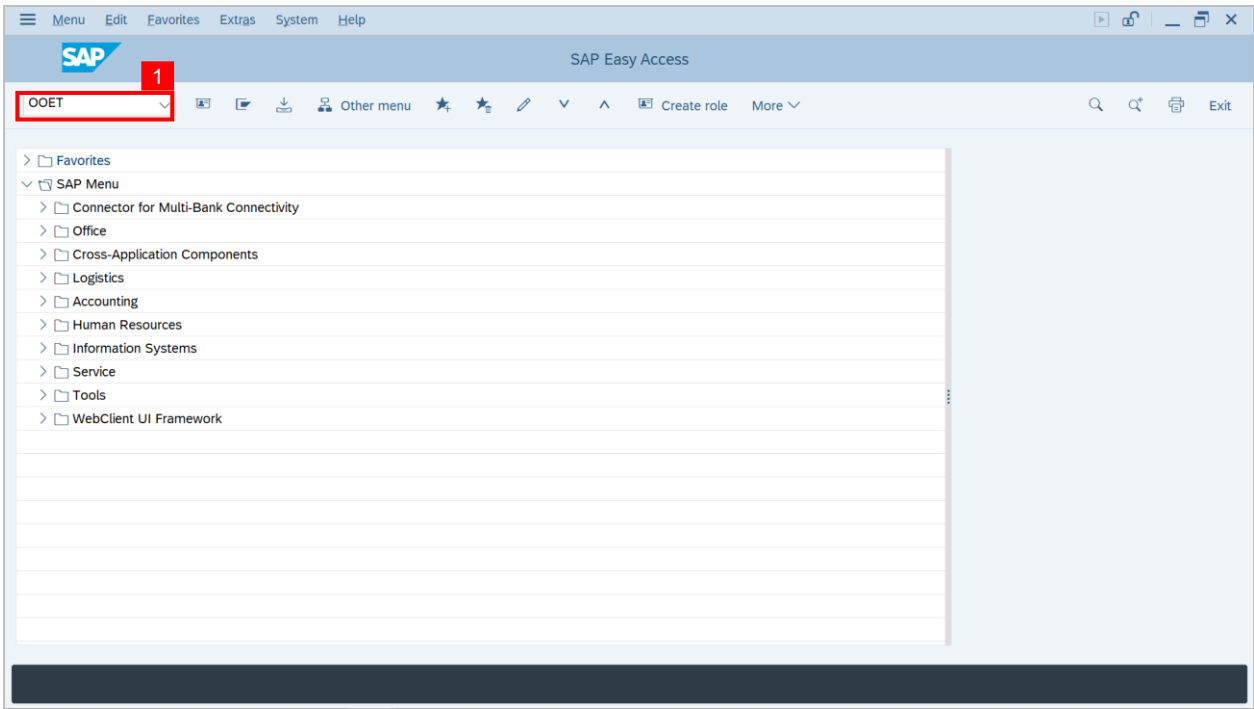 Menu Edit Favorites Extras System Help
SAP
SAP Easy Access
1
OOET Other menu Create role More Exit
Favorites
SAP Menu
Connector for Multi-Bank Connectivity
Office
Cross-Application Components
Logistics
Accounting
Human Resources
Information Systems
Service
Tools
WebClient UI Framework